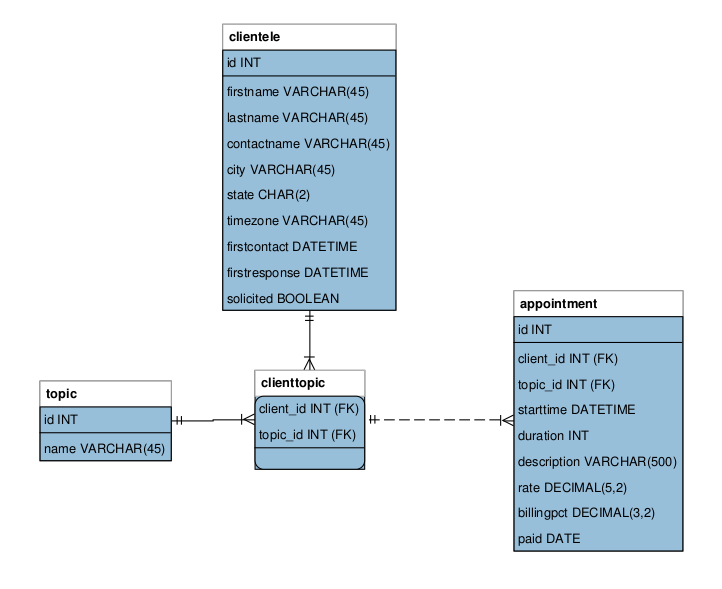 clientele
id INT
firstname VARCHAR(45)
lastname VARCHAR(45)
contactname VARCHAR(45)
city VARCHAR(45)
state CHAR(2)
timezone VARCHAR(45)
firstcontact DATETIME
firstresponse DATETIME
solicited BOOLEAN
topic
id INT
name VARCHAR(45)
clienttopic
client_id INT (FK)
topic_id INT (FK)
appointment
id INT
client_id INT (FK)
topic_id INT (FK)
starttime DATETIME
duration INT
description VARCHAR(500)
rate DECIMAL(5,2)
billingpct DECIMAL(3,2)
paid DATE